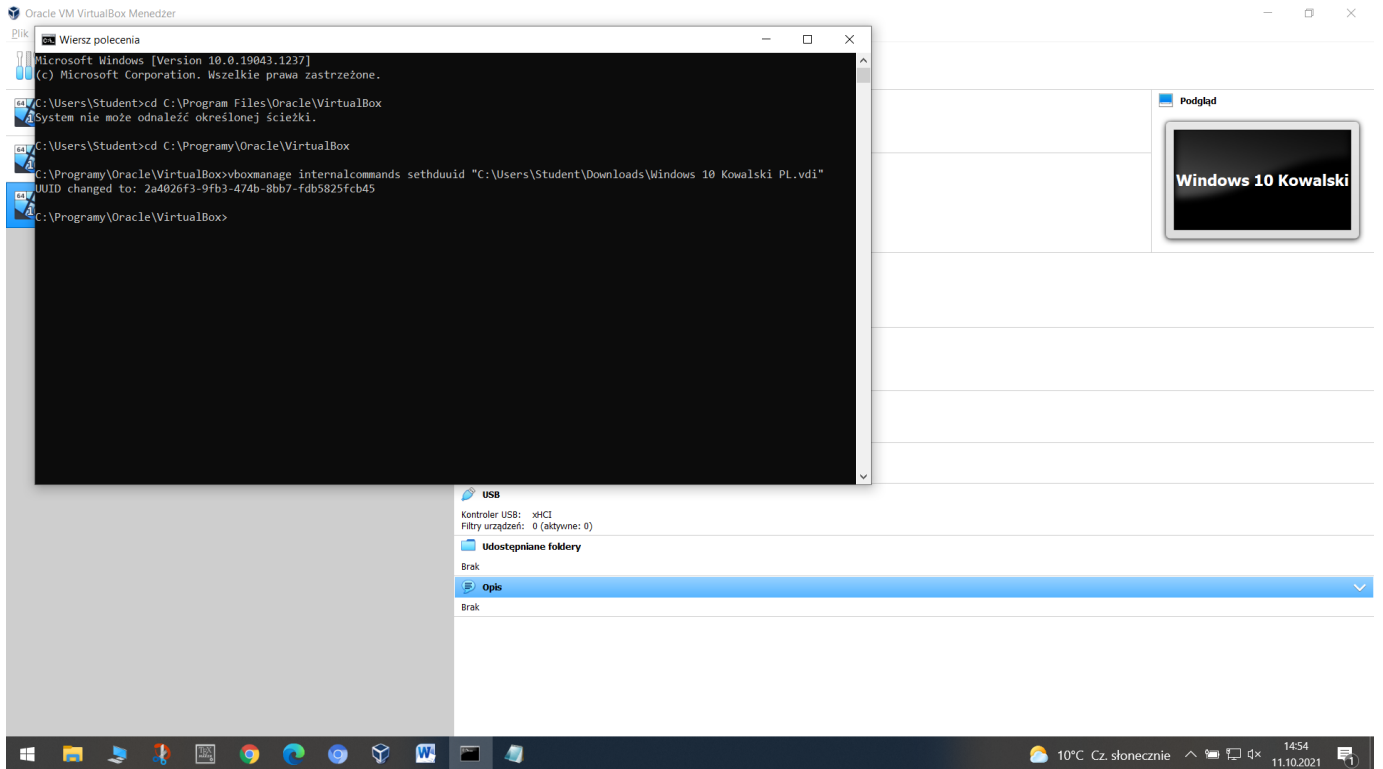 Oracle VM VirtualBox Menedżer
Plik
Wiersz polecenia
Microsoft Windows [Version 10.0.19043.1237]
(c) Microsoft Corporation. Wszelkie prawa zastrzeżone.
C:\Users\Student>cd C:\Program Files\Oracle\VirtualBox
System nie może odnaleźć określonej ścieżki.
C:\Users\Student>cd C:\Programy\Oracle\VirtualBox
C:\Programy\Oracle\VirtualBox>vboxmanage internalcommands sethduuid "C:\Users\Student\Downloads\Windows 10 Kowalski PL.vdi"
UUID changed to: 2a4026f3-9fb3-474b-8bb7-fdb5825fcb45
C:\Programy\Oracle\VirtualBox>
64
64
64
Podgląd
Windows 10 Kowalski
USB
Kontroler USB: xHCI
Filtry urządzeń: 0 (aktywne: 0)
Udostępniane foldery
Brak
Opis
Brak
10°C Cz. słonecznie
14:54
11.10.2021
1